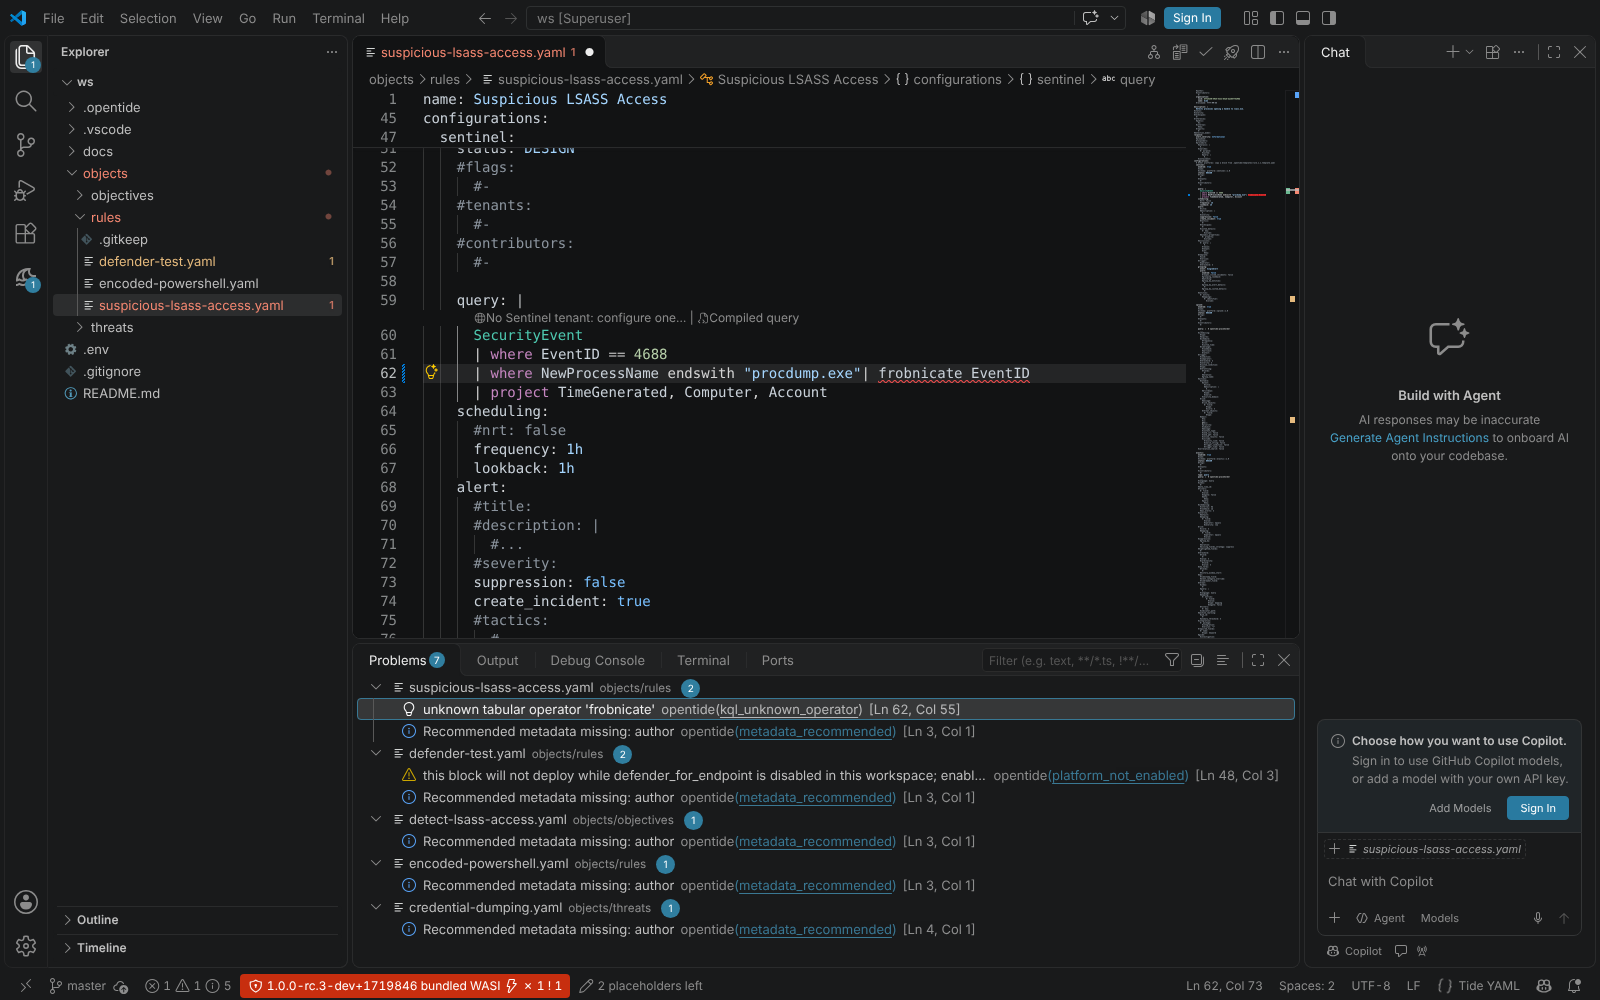 File Edit Selection View Go Run Terminal Help
ws [Superuser]
Sign In
Explorer
ws
.opentide
.vscode
docs
objects
objectives
rules
.gitkeep
defender-test.yaml 1
encoded-powershell.yaml
suspicious-lsass-access.yaml 1
threats
.env
.gitignore
README.md
Outline
Timeline
1
1
suspicious-lsass-access.yaml 1
objects rules suspicious-lsass-access.yaml Suspicious LSASS Access { } configurations { } sentinel abc query
1 name: Suspicious LSASS Access
45 configurations:
47 sentinel:
51 status: DESIGN
52 #flags:
53 #-
54 #tenants:
55 #-
56 #contributors:
57 #-
58
59 query: |
No Sentinel tenant: configure one... | Compiled query
60 SecurityEvent
61 | where EventID == 4688
62 | where NewProcessName endswith "procdump.exe"| frobnicate EventID
63 | project TimeGenerated, Computer, Account
64 scheduling:
65 #nrt: false
66 frequency: 1h
67 lookback: 1h
68 alert:
69 #title:
70 #description: |
71 #...
72 #severity:
73 suppression: false
74 create_incident: true
75 #tactics:
76 #
Problems 7 Output Debug Console Terminal Ports
Filter (e.g. text, **/*.ts, !**/...
suspicious-lsass-access.yaml objects/rules 2
unknown tabular operator 'frobnicate' opentide(kql_unknown_operator) [Ln 62, Col 55]
Recommended metadata missing: author opentide(metadata_recommended) [Ln 3, Col 1]
defender-test.yaml objects/rules 2
this block will not deploy while defender_for_endpoint is disabled in this workspace; enabl... opentide(platform_not_enabled) [Ln 48, Col 3]
Recommended metadata missing: author opentide(metadata_recommended) [Ln 3, Col 1]
detect-lsass-access.yaml objects/objectives 1
Recommended metadata missing: author opentide(metadata_recommended) [Ln 3, Col 1]
encoded-powershell.yaml objects/rules 1
Recommended metadata missing: author opentide(metadata_recommended) [Ln 3, Col 1]
credential-dumping.yaml objects/threats 1
Recommended metadata missing: author opentide(metadata_recommended) [Ln 4, Col 1]
Chat
Build with Agent
AI responses may be inaccurate
Generate Agent Instructions to onboard AI
onto your codebase.
Choose how you want to use Copilot.
Sign in to use GitHub Copilot models,
or add a model with your own API key.
Add Models Sign In
suspicious-lsass-access.yaml
Chat with Copilot
Agent Models
Copilot
master 1 1 5 1.0.0-rc.3-dev+1719846 bundled WASI × 1 ! 1 2 placeholders left Ln 62, Col 73 Spaces: 2 UTF-8 LF { } Tide YAML